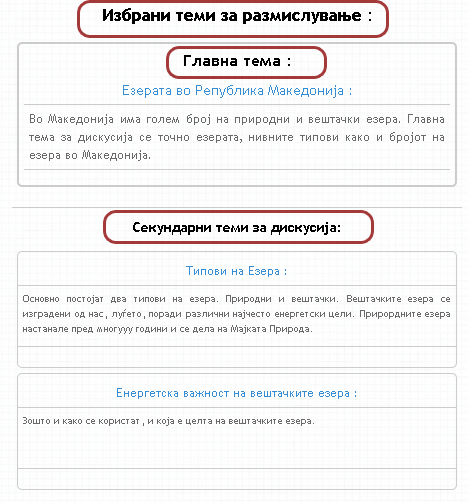 Избрани теми за размислување :
Главна тема :
Езерата во Република Македонија :
Во Македонија има голем број на природни и вештачки езера. Главна
тема за дискусија се точно езерата, нивните типови како и бројот на
езера во Македонија.
Секундарни теми за дискусија:
Типови на Езера :
Основно постојат два типови на езера. Природни и вештачки. Вештачките езера се
изградени од нас, луѓето, поради различни најчесто енергетски цели. Прирордните езера
настанале пред многууу години и се дела на Мајката Природа.
Енергетска важност на вештачките езера :
Зошто и како се користат, и која е целта на вештачките езера.